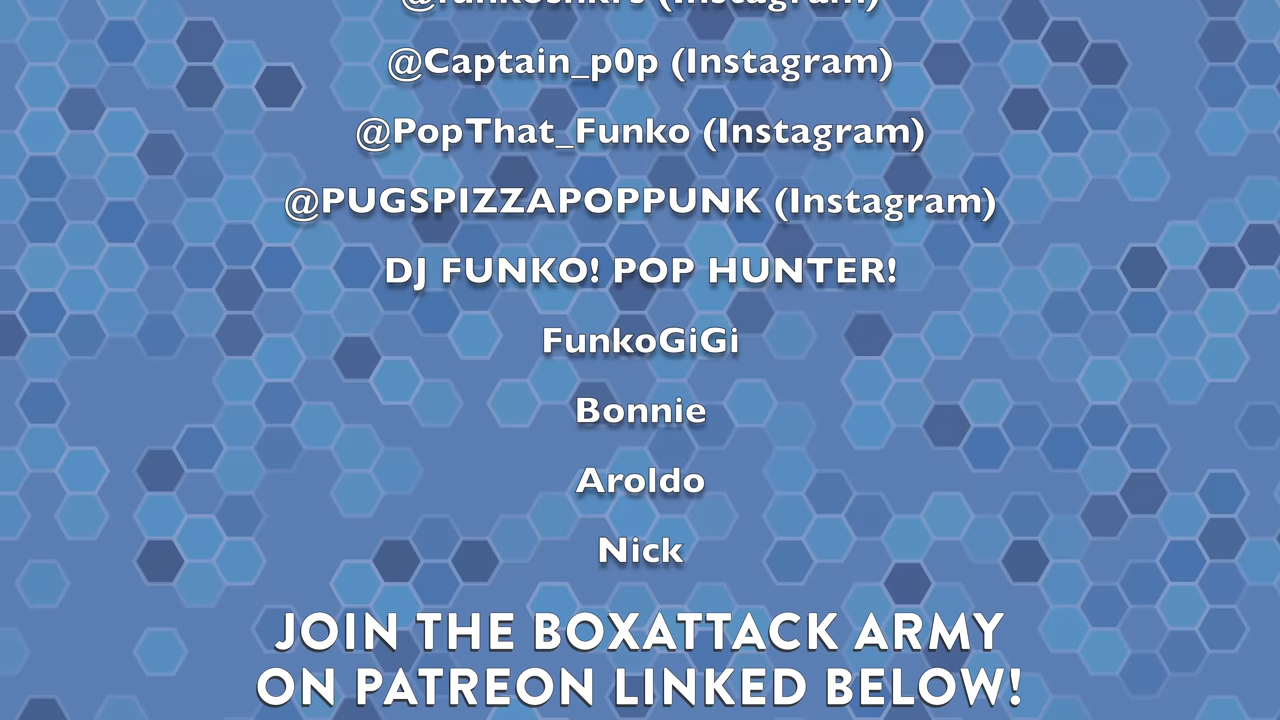 (Instagram)
@Captain_p0p (Instagram)
@PopThat_Funko (Instagram)
@PUGSPIZZAPOPPUNK (Instagram)
DJ FUNKO! POP HUNTER!
FunkoGiGi
Bonnie
Aroldo
Nick
JOIN THE BOXATTACK ARMY
ON PATREON LINKED BELOW!